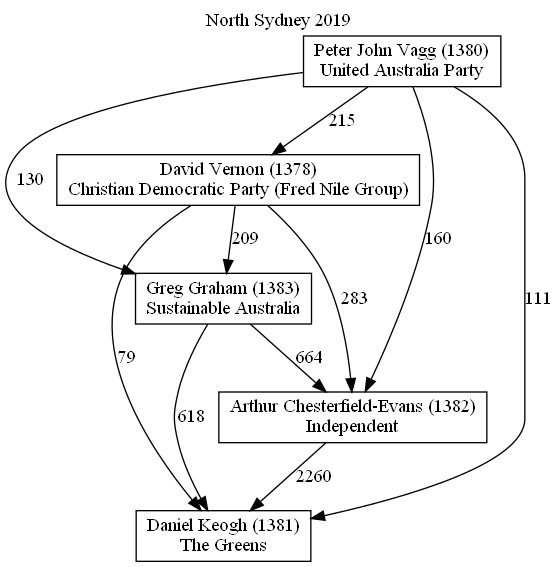 North Sydney 2019
Peter John Vagg (1380)
United Australia Party
215
David Vernon (1378)
Christian Democratic Party (Fred Nile Group)
130
209
160
Greg Graham (1383)
Sustainable Australia
283
111
79
664
Arthur Chesterfield-Evans (1382)
Independent
618
2260
Daniel Keogh (1381)
The Greens